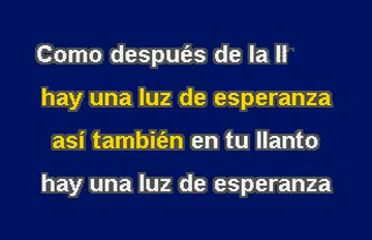 Como después de la
hay una luz de esperanza
así también en tu llanto
hay una luz de esperanza